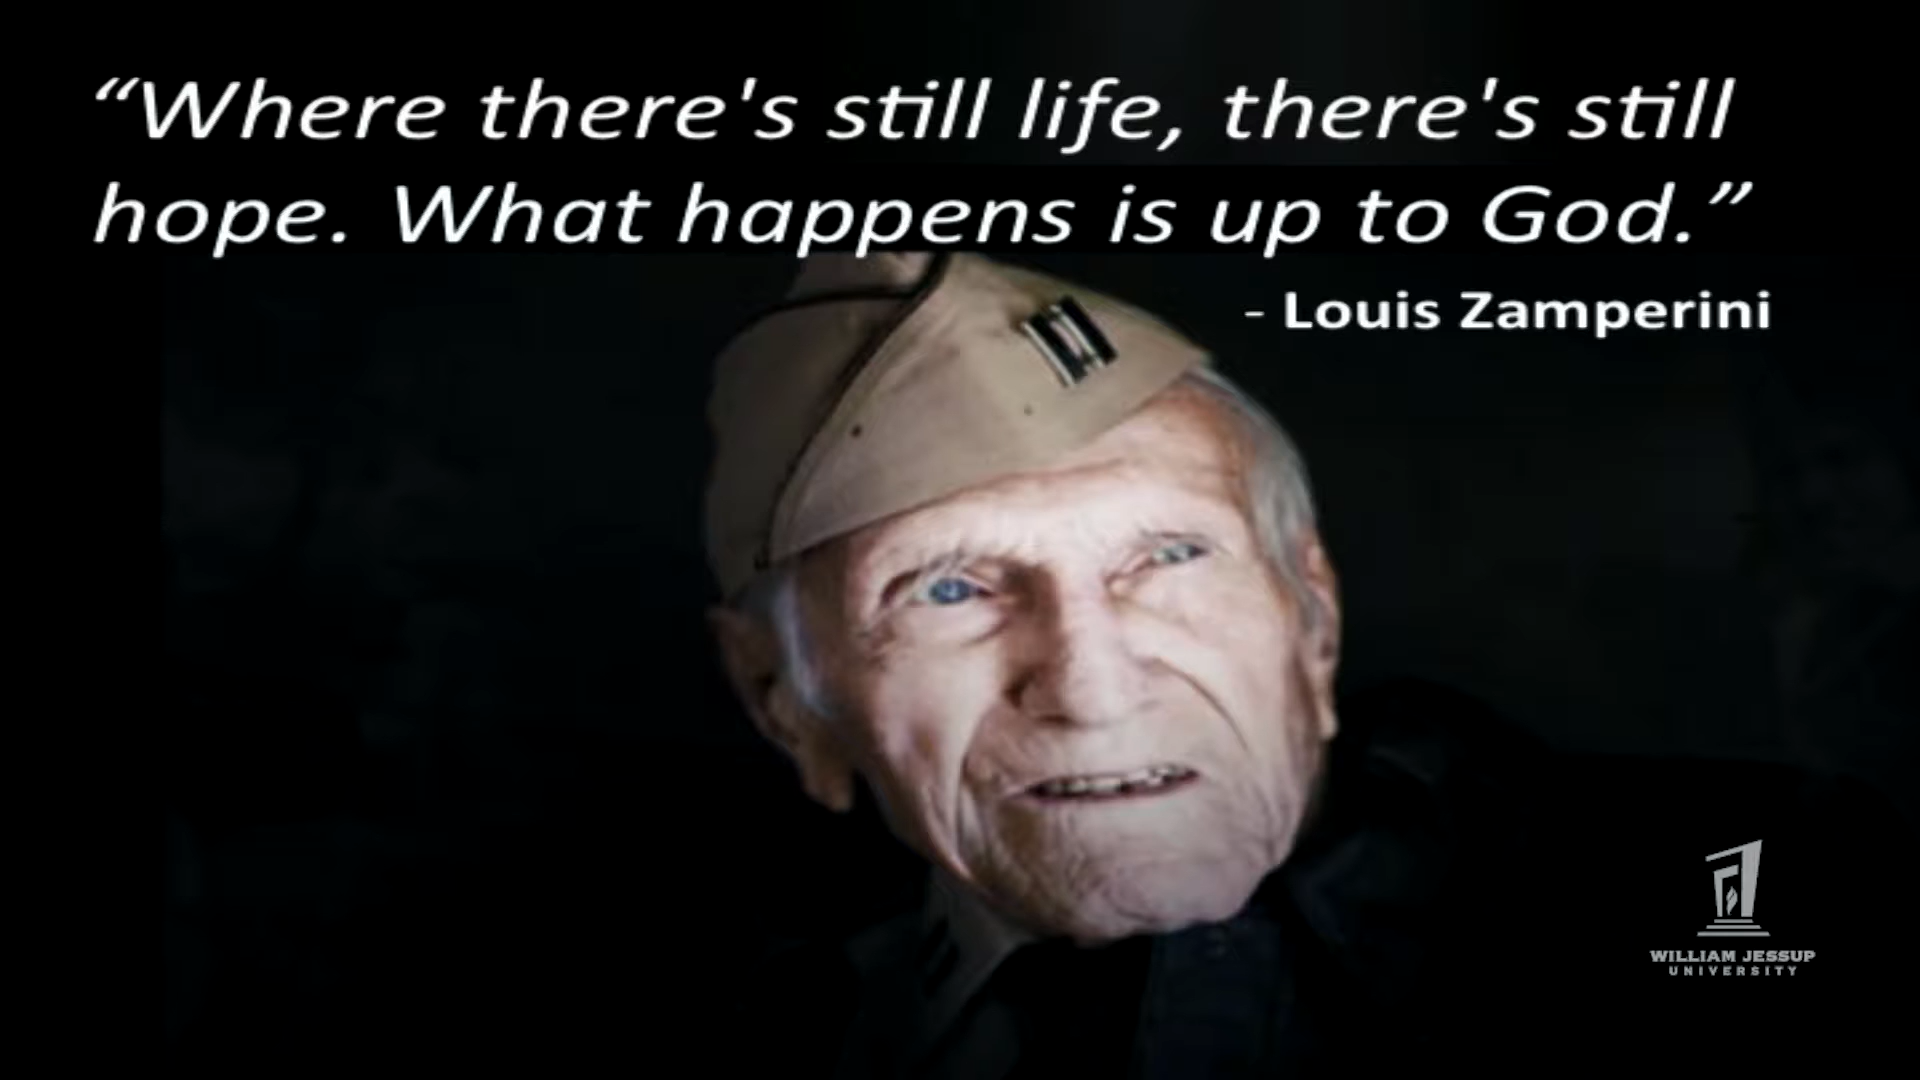 “Where there's still life, there's still
hope. What happens is up to God.”
- Louis Zamperini
WILLIAM JESSUP
UNIVERSITY